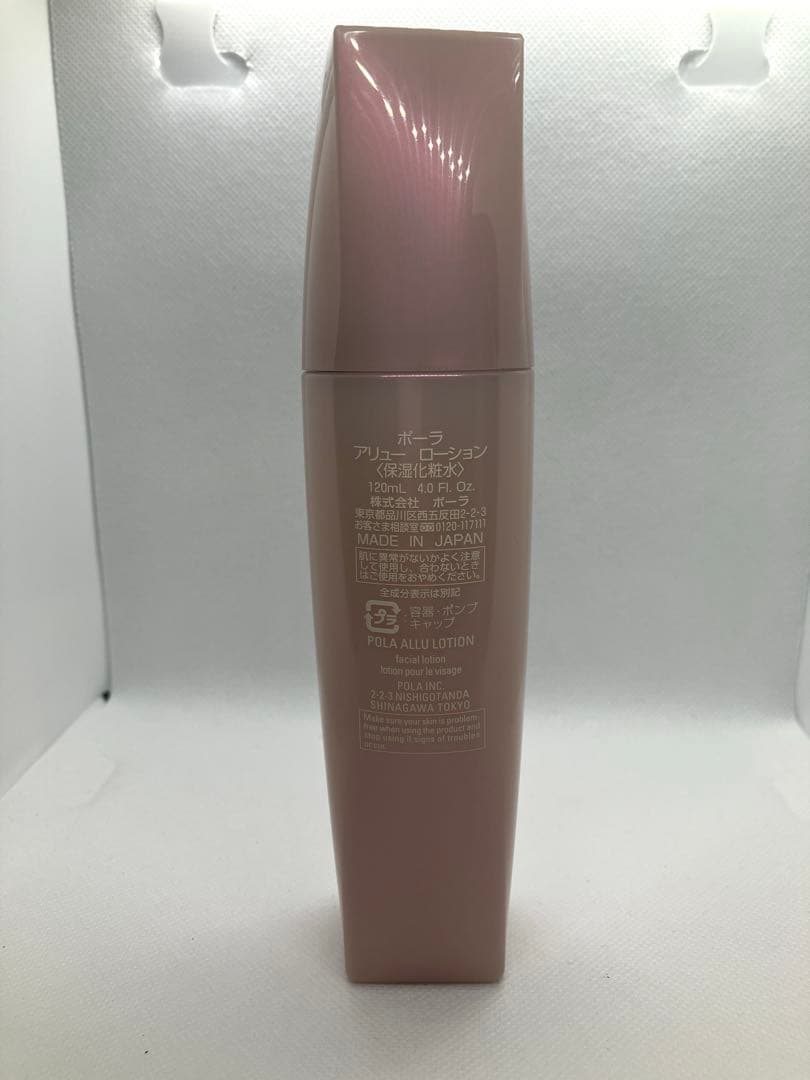 ポーラ
アリュー ローション
〈保湿化粧水〉
120mL 4.0 Fl. Oz.
株式会社 ポーラ
東京都品川区西五反田2-2-3
お客さま相談室 0120-117111
MADE IN JAPAN
肌に異常がないかよく注意
して使用し、合わないとき
はご使用をおやめください。
全成分表示は別記
プラ : 容器・ポンプ
キャップ
POLA ALLU LOTION
facial lotion
lotion pour le visage
POLA INC.
2-2-3 NISHIGOTANDA
SHINAGAWA TOKYO
Make sure your skin is problem-
free when using the product and
stop using if signs of troubles
occur.